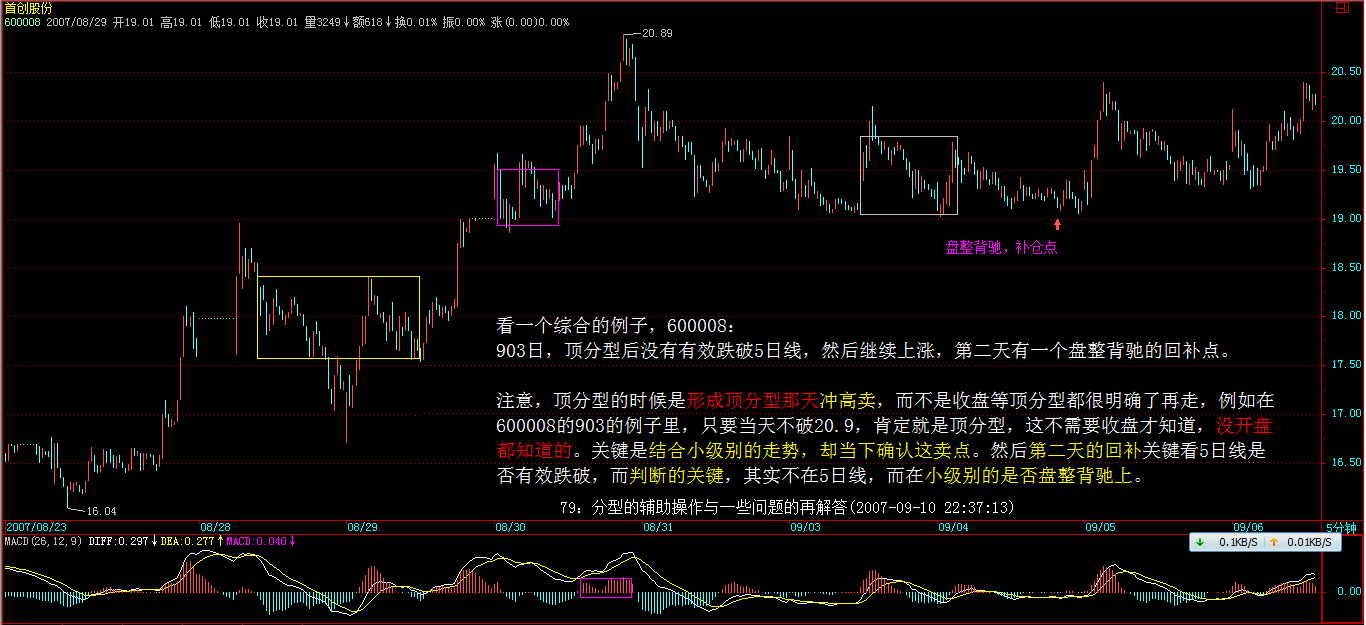 首创股份
600008 2007/08/29 开19.01 高19.01 低19.01 收19.01 量3249↓额618↓换0.01% 振0.00% 涨(0.00)0.00%
20.89
20.50
20.00
19.50
19.00
盘整背驰，补仓点
18.50
18.00
看一个综合的例子，600008：
903日，顶分型后没有有效跌破5日线，然后继续上涨，第二天有一个盘整背驰的回补点。
17.50
注意，顶分型的时候是形成顶分型那天冲高卖，而不是收盘等顶分型都很明确了再走，例如在
17.00
600008的903的例子里，只要当天不破20.9，肯定就是顶分型，这不需要收盘才知道，没开盘
都知道的。关键是结合小级别的走势，却当下确认这卖点。然后第二天的回补关键看5日线是
16.50
否有效跌破，而判断的关键，其实不在5日线，而在小级别的是否盘整背驰上。
16.04
79：分型的辅助操作与一些问题的再解答(2007-09-10 22:37:13)
2007/08/23 08/28 08/29 08/30 08/31 09/03 09/04 09/05 09/06 5分钟
MACD(26,12,9) DIFF:0.297↓DEA:0.277↑MACD:0.040↓
↓ 0.1KB/S ↑ 0.01KB/S
0.00